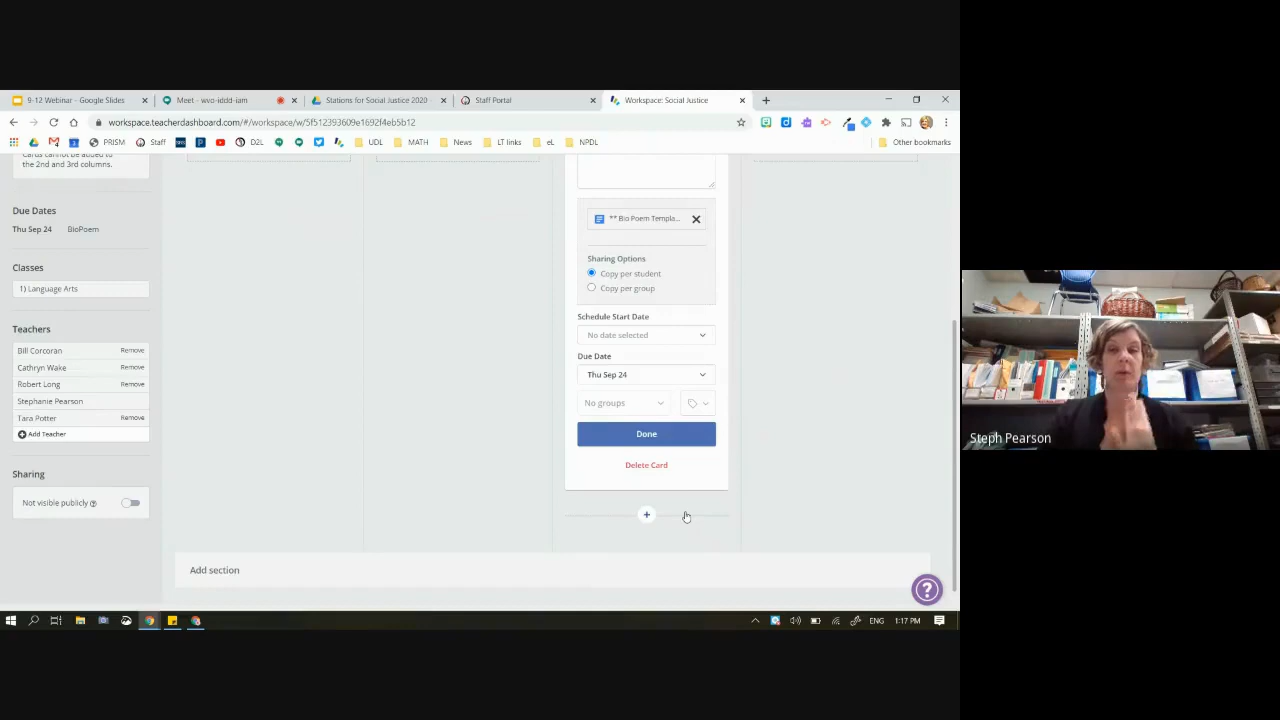 9-12 Webinar - Google Slides
Meet - wvo-iddd-iam
Stations for Social Justice 2020 -
Staff Portal
Workspace: Social Justice
workspace.teacherdashboard.com/#/workspace/w/5f512393609e1692f4eb5b12
PRISM
Staff
D2L
UDL
MATH
News
LT links
eL
NPDL
Other bookmarks
Cards cannot be added
the 2nd and 3rd columns.
Due Dates
Thu Sep 24 BioPoem
Classes
1) Language Arts
Teachers
Bill Corcoran Remove
Cathryn Wake Remove
Robert Long Remove
Stephanie Pearson
Tara Potter Remove
Add Teacher
Sharing
Not visible publicly
** Bio Poem Templa...
Sharing Options
Copy per student
Copy per group
Schedule Start Date
No date selected
Due Date
Thu Sep 24
No groups
Done
Delete Card
Add section
Steph Pearson
ENG 1:17 PM